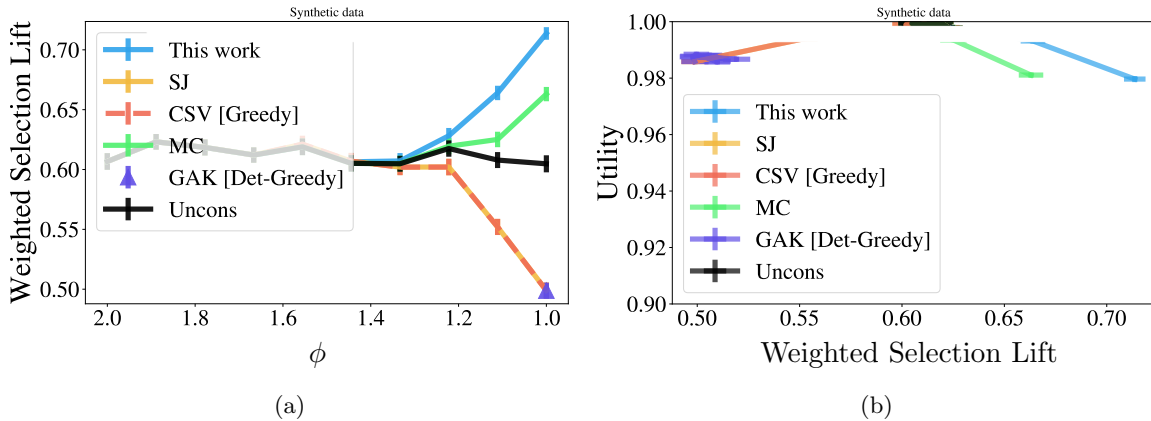 Synthetic data
Weighted Selection Lift
0.70
0.65
0.60
0.55
0.50
This work
SJ
CSV [Greedy]
MC
GAK [Det-Greedy]
Uncons
2.0 1.8 1.6 1.4 1.2 1.0
ϕ
(a)
Synthetic data
Utility
1.00
0.98
0.96
0.94
0.92
0.90
This work
SJ
CSV [Greedy]
MC
GAK [Det-Greedy]
Uncons
0.50 0.55 0.60 0.65 0.70
Weighted Selection Lift
(b)